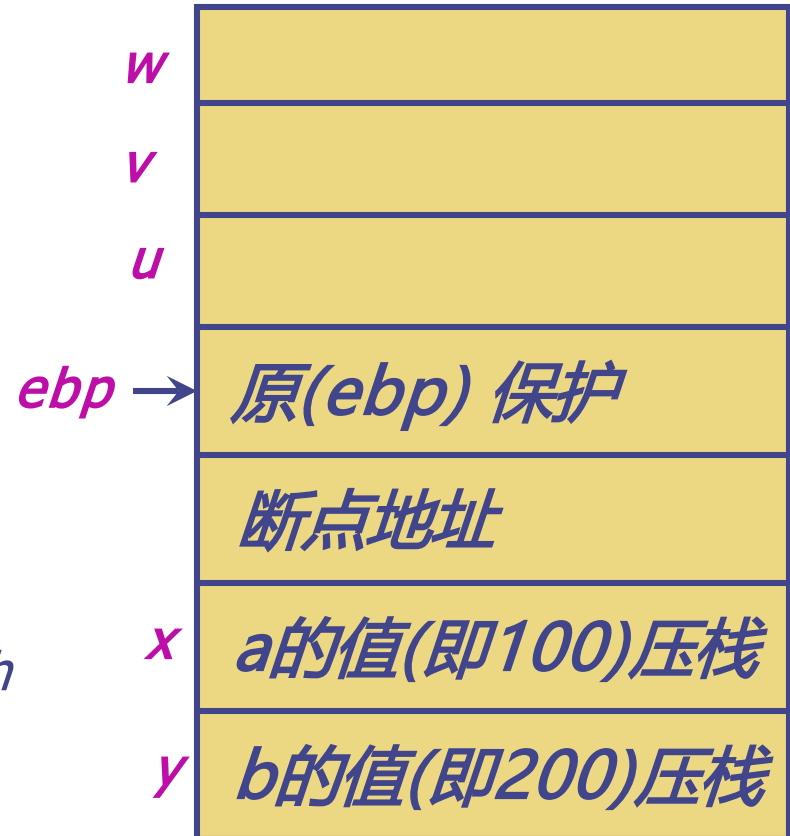 w
v
u
ebp 原(ebp) 保护
断点地址
x a的值(即100)压栈
h
y b的值(即200)压栈